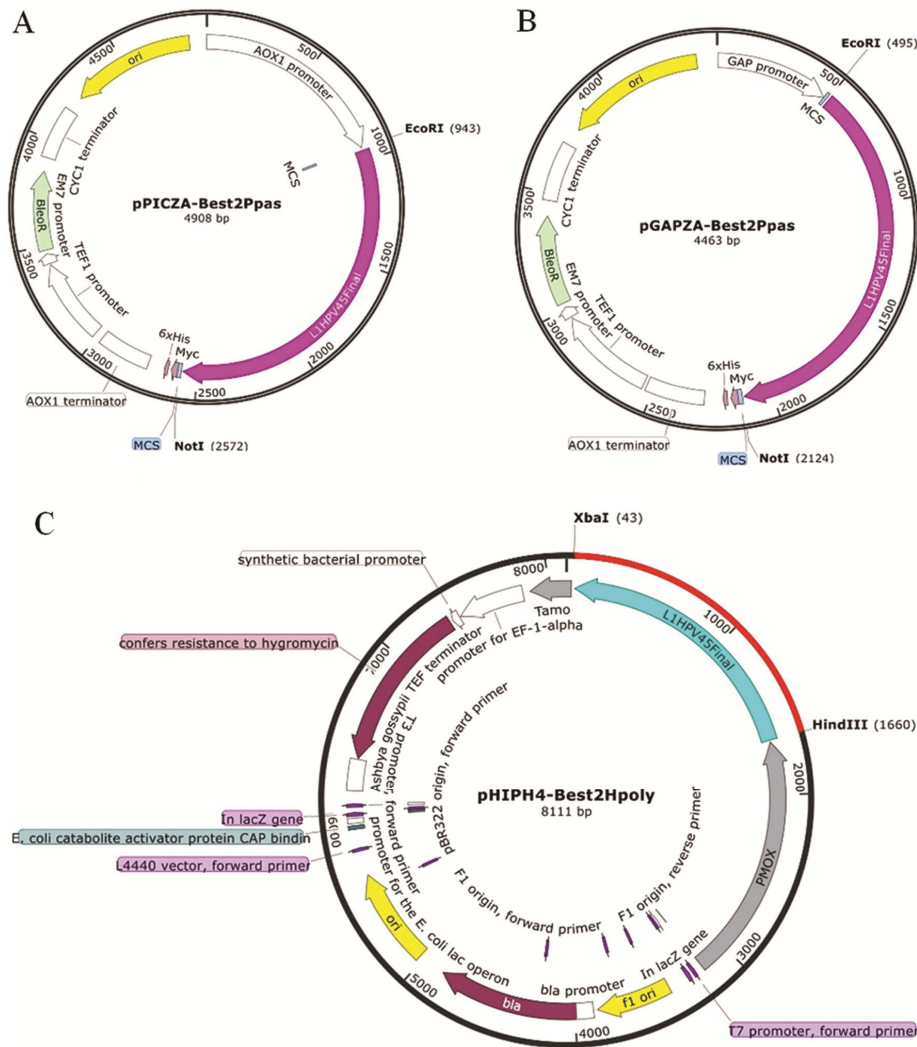 A
4500
ori
AOX1 promoter
500
4000
CYC1 terminator
EcoRI (943)
1000
MCS
pPICZA-Best2Ppas
4908 bp
BleoR
EM7 promoter
3500
TEF1 promoter
1500
L1HPV45Final
6xHis
Myc
3000
2000
AOX1 terminator
2500
MCS
NotI (2572)
B
EcoRI (495)
GAP promoter
500
ori
4000
MCS
CYC1 terminator
1000
3500
pGAPZA-Best2Ppas
4463 bp
BleoR
EM7 promoter
TEF1 promoter
L1HPV45Final
3000
1500
6xHis
Myc
2500
2000
AOX1 terminator
MCS
NotI (2124)
C
XbaI (43)
synthetic bacterial promoter
8000
Tamo
L1HPV45Final
1000
promoter for EF-1-alpha
confers resistance to hygromycin
Ashbya gossypii TEF terminator
HindIII (1660)
T3 promoter, forward primer
pBR322 origin, forward primer
2000
pHIPH4-Best2Hpoly
8111 bp
In lacZ gene
6000
E. coli catabolite activator protein CAP bindin
L4440 vector, forward primer
promoter for the E. coli lac operon
F1 origin, forward primer
F1 origin, reverse primer
PMOX
ori
5000
In lacZ gene
3000
bla promoter
bla
f1 ori
4000
T7 promoter, forward primer